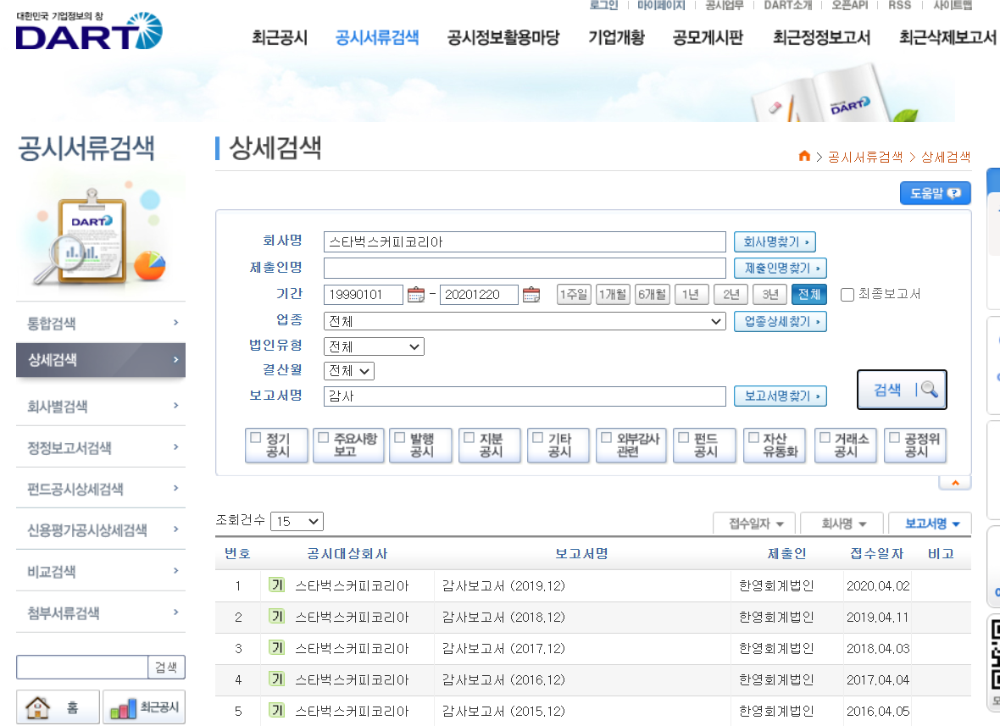 로그인 | 마이페이지 | 공시업무 | DART소개 | 오픈API | RSS | 사이트맵
대한민국 기업정보의 창
DART
최근공시 공시서류검색 공시정보활용마당 기업개황 공모게시판 최근정정보고서 최근삭제보고서
DART
공시서류검색
상세검색
> 공시서류검색 > 상세검색
도움말 ?
DART
회사명 스타벅스커피코리아 회사명찾기
제출인명 제출인명찾기
기간 19990101 - 20201220 1주일 1개월 6개월 1년 2년 3년 전체 최종보고서
업종 전체 업종상세찾기
법인유형 전체
결산월 전체
보고서명 감사 보고서명찾기
검색
정기공시 주요사항보고 발행공시 지분공시 기타공시 외부감사관련 펀드공시 자산유동화 거래소공시 공정위공시
통합검색
상세검색
회사별검색
정정보고서검색
펀드공시상세검색
신용평가공시상세검색
비교검색
첨부서류검색
검색
홈 최근공시
조회건수 15 접수일자 회사명 보고서명
번호 공시대상회사 보고서명 제출인 접수일자 비고
1 기 스타벅스커피코리아 감사보고서 (2019.12) 한영회계법인 2020.04.02
2 기 스타벅스커피코리아 감사보고서 (2018.12) 한영회계법인 2019.04.11
3 기 스타벅스커피코리아 감사보고서 (2017.12) 한영회계법인 2018.04.03
4 기 스타벅스커피코리아 감사보고서 (2016.12) 한영회계법인 2017.04.04
5 기 스타벅스커피코리아 감사보고서 (2015.12) 한영회계법인 2016.04.05